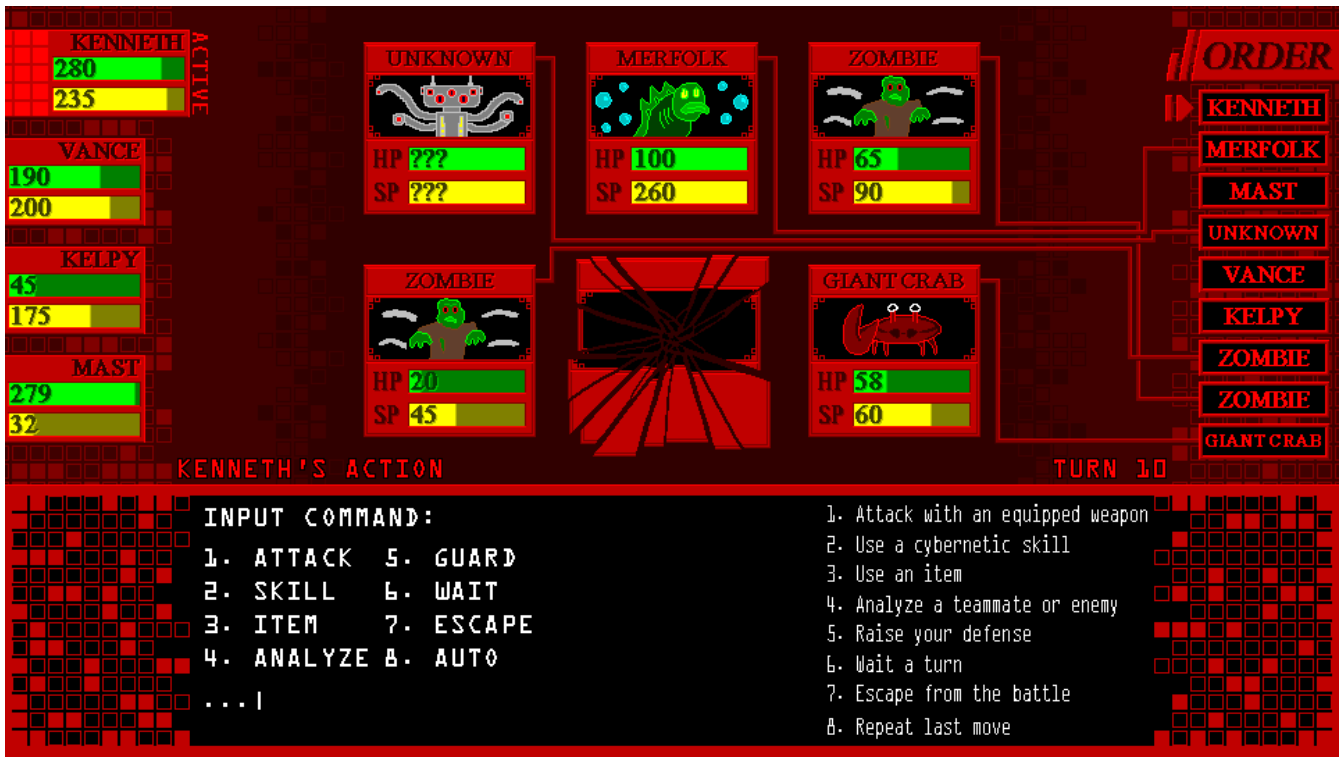 KENNETH
280
235
ACTIVE
VANCE
190
200
KELPY
45
175
MAST
279
32
UNKNOWN
HP ???
SP ???
MERFOLK
HP 100
SP 260
ZOMBIE
HP 65
SP 90
ZOMBIE
HP 20
SP 45
GIANT CRAB
HP 58
SP 60
ORDER
KENNETH
MERFOLK
MAST
UNKNOWN
VANCE
KELPY
ZOMBIE
ZOMBIE
GIANT CRAB
KENNETH'S ACTION
TURN 10
INPUT COMMAND:
1. ATTACK 5. GUARD
2. SKILL 6. WAIT
3. ITEM 7. ESCAPE
4. ANALYZE 8. AUTO
...|
1. Attack with an equipped weapon
2. Use a cybernetic skill
3. Use an item
4. Analyze a teammate or enemy
5. Raise your defense
6. Wait a turn
7. Escape from the battle
8. Repeat last move